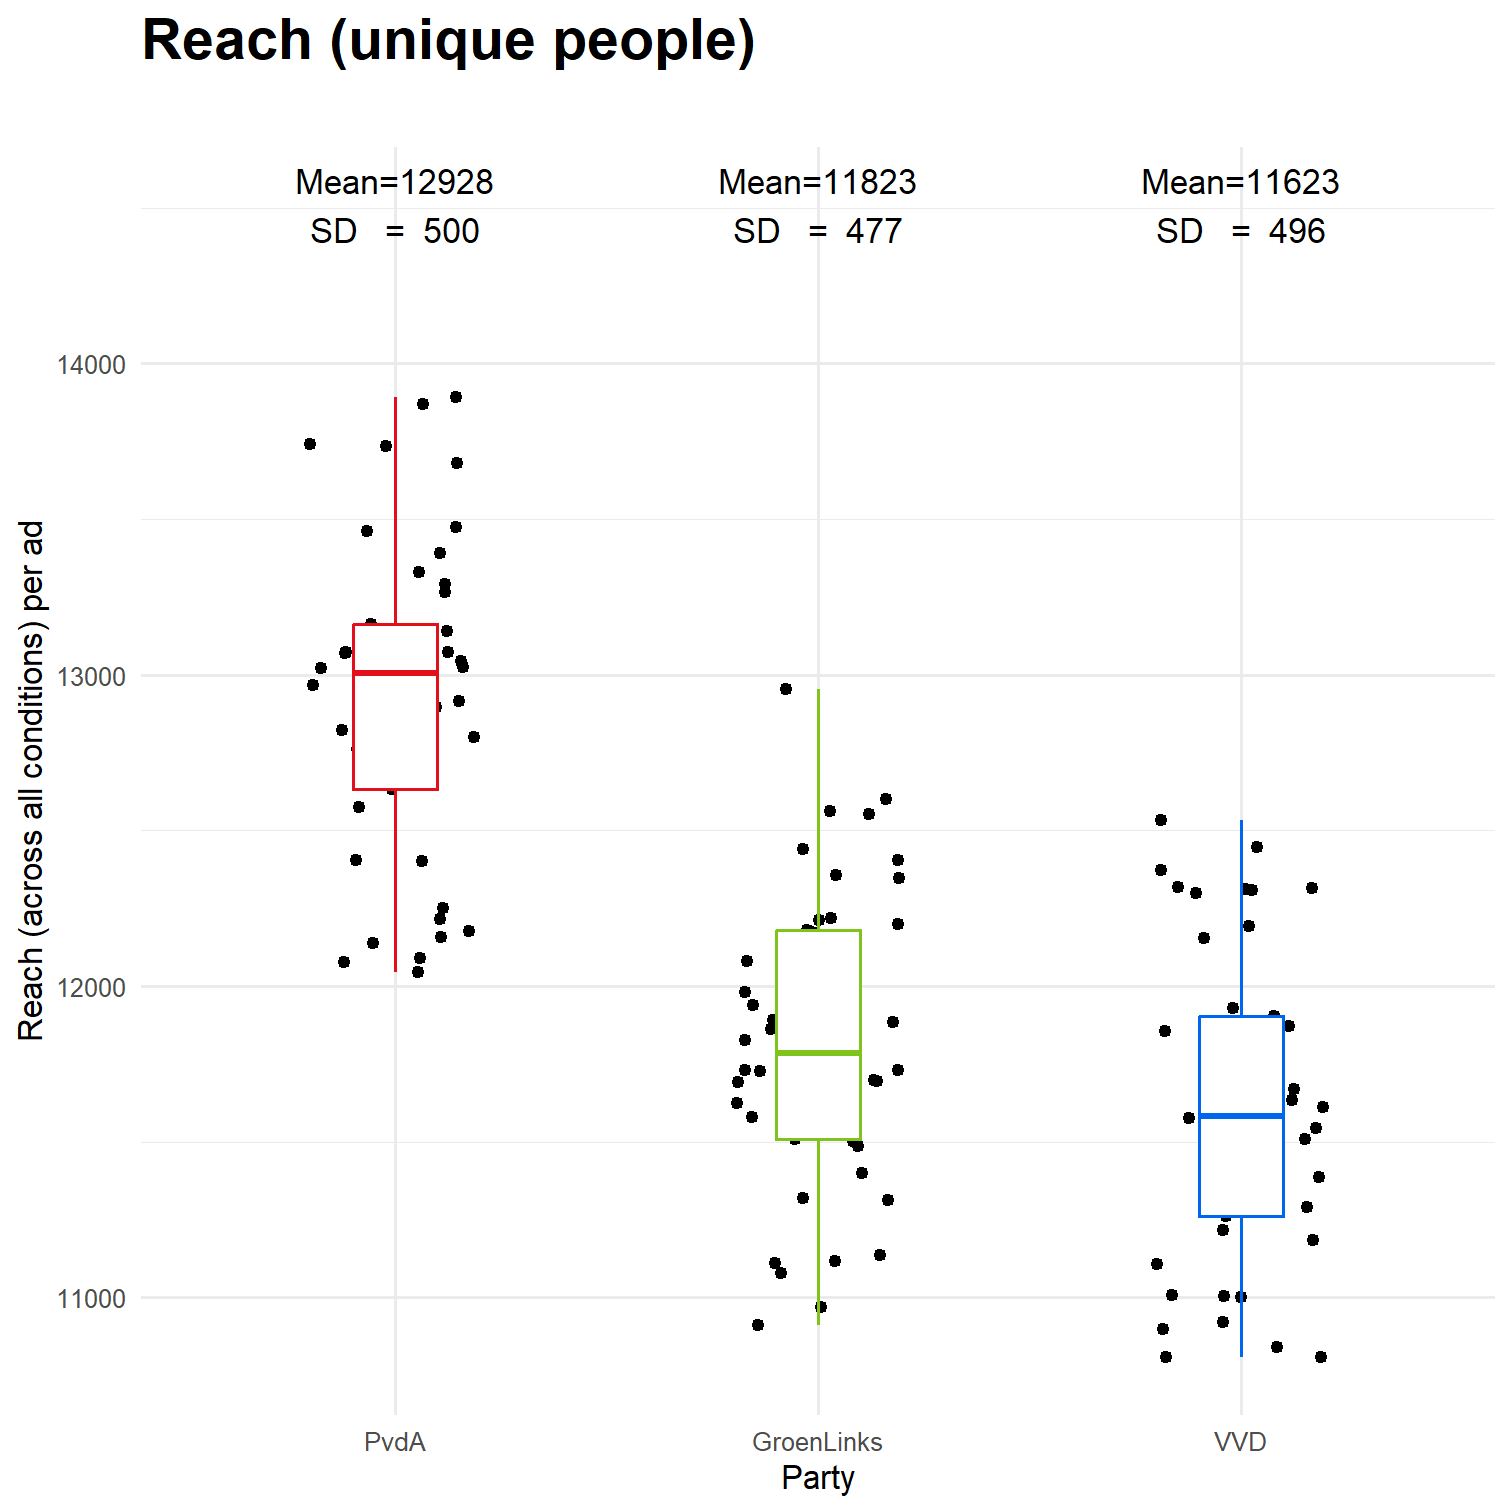 Reach (unique people)
Mean=12928
SD = 500
Mean=11823
SD = 477
Mean=11623
SD = 496
Reach (across all conditions) per ad
14000
13000
12000
11000
PvdA
GroenLinks
VVD
Party